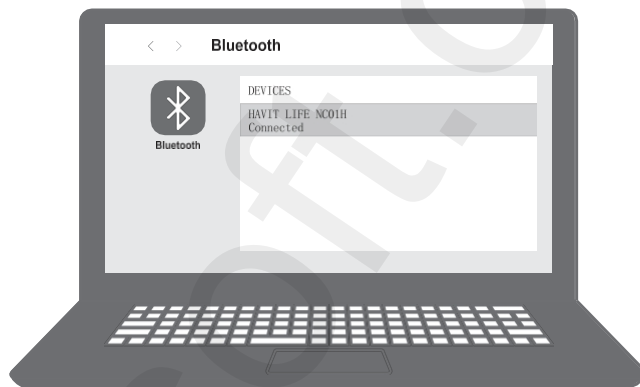 Bluetooth
DEVICES
HAVIT LIFE NC01H
Connected
Bluetooth